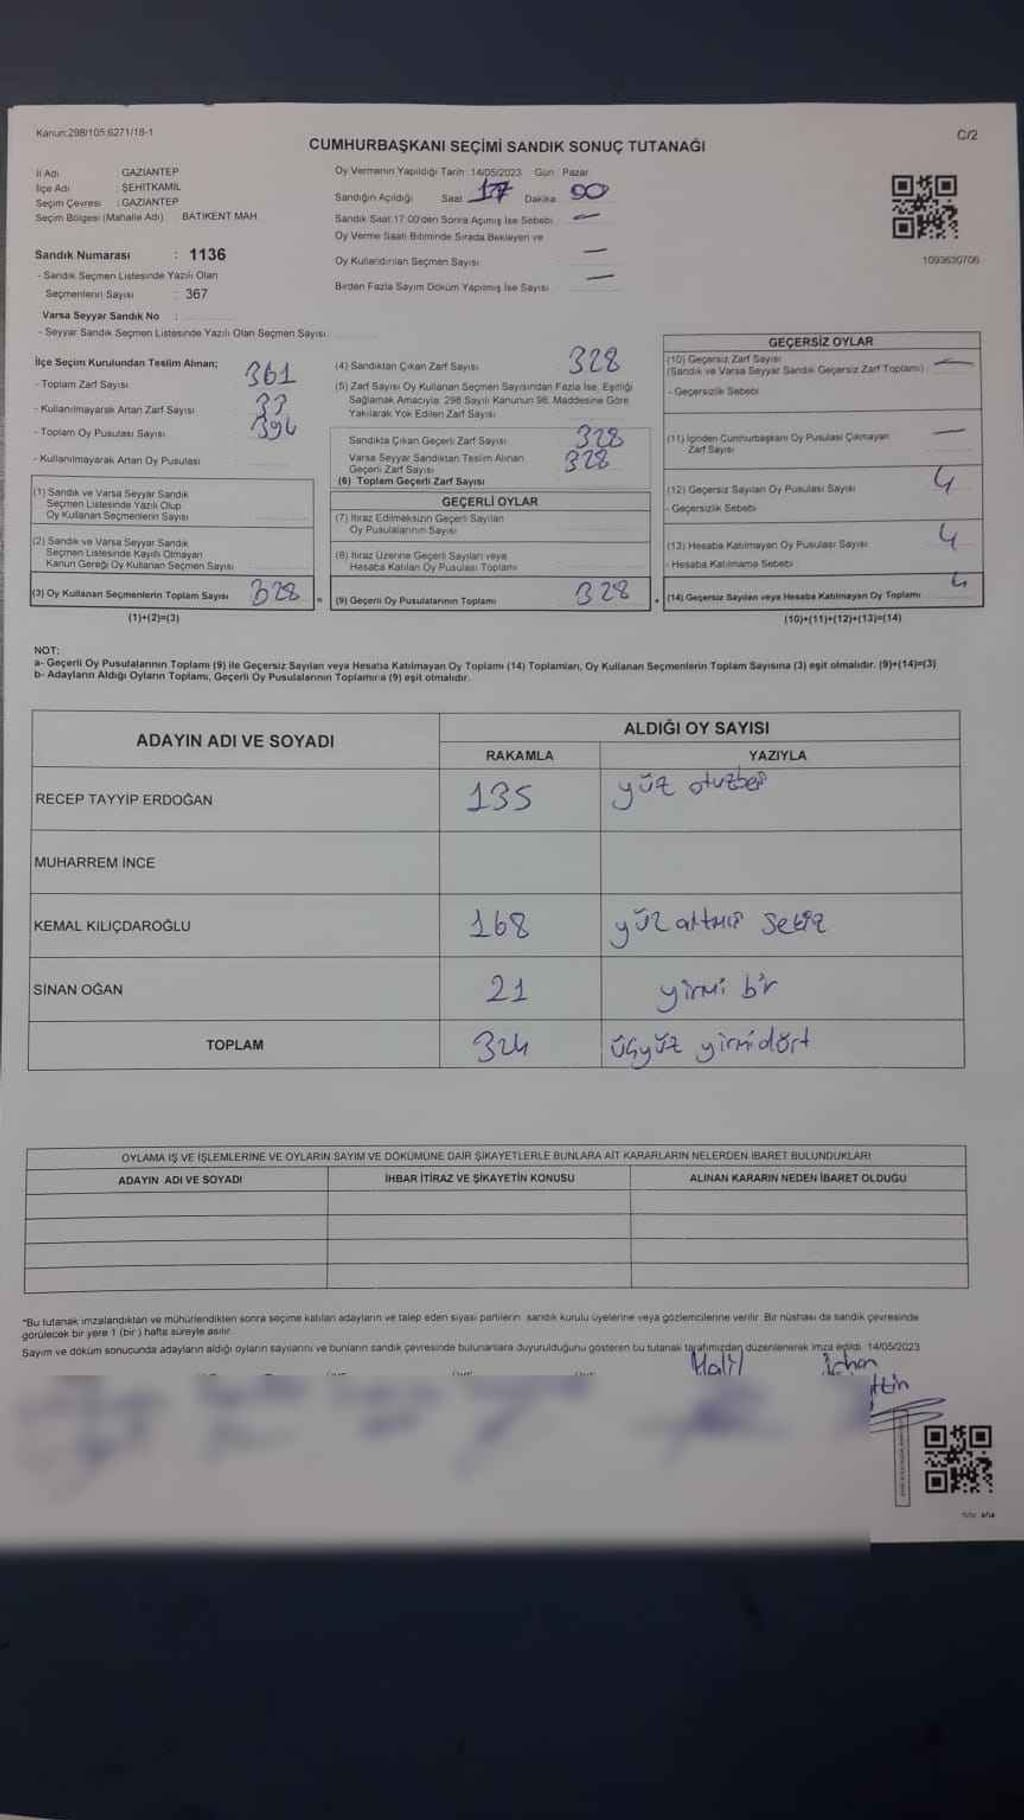 Kanun:298/105;6271/18-1
C/2
CUMHURBAŞKANI SEÇİMİ SANDIK SONUÇ TUTANAĞI
İl Adı : GAZİANTEP
İlçe Adı : ŞEHİTKAMİL
Seçim Çevresi : GAZİANTEP
Seçim Bölgesi (Mahalle Adı) BATIKENT MAH
Sandık Numarası : 1136
- Sandık Seçmen Listesinde Yazılı Olan
Seçmenlerin Sayısı : 367
Varsa Seyyar Sandık No :
- Seyyar Sandık Seçmen Listesinde Yazılı Olan Seçmen Sayısı:
Oy Vermenin Yapıldığı Tarih :14/05/2023 Gün : Pazar
Sandığın Açıldığı Saat 17 Dakika 00
Sandık Saat:17:00'den Sonra Açımış İse Sebebi —
Oy Verme Saati Bitiminde Sırada Bekleyen ve
Oy Kullandırılan Seçmen Sayısı —
Birden Fazla Sayım Döküm Yapılmış İse Sayısı —
1093630706
İlçe Seçim Kurulundan Teslim Alınan;
- Toplam Zarf Sayısı 361
- Kullanılmayarak Artan Zarf Sayısı 33
- Toplam Oy Pusulası Sayısı 394
- Kullanılmayarak Artan Oy Pusulası
(1) Sandık ve Varsa Seyyar Sandık
Seçmen Listesinde Yazılı Olup
Oy Kullanan Seçmenlerin Sayısı
(2) Sandık ve Varsa Seyyar Sandık
Seçmen Listesinde Kayıtlı Olmayan
Kanun Gereği Oy Kullanan Seçmen Sayısı
(3) Oy Kullanan Seçmenlerin Toplam Sayısı 328 =
(1)+(2)=(3)
(4) Sandıktan Çıkan Zarf Sayısı 328
(5) Zarf Sayısı Oy Kullanan Seçmen Sayısından Fazla İse, Eşitliği
Sağlamak Amacıyla; 298 Sayılı Kanunun 98. Maddesine Göre
Yakılarak Yok Edilen Zarf Sayısı
Sandıkta Çıkan Geçerli Zarf Sayısı 328
Varsa Seyyar Sandıktan Teslim Alınan 328
Geçerli Zarf Sayısı
(6) Toplam Geçerli Zarf Sayısı
GEÇERLİ OYLAR
(7) İtiraz Edilmeksizin Geçerli Sayılan
Oy Pusulalarının Sayısı
(8) İtiraz Üzerine Geçerli Sayılan veya
Hesaba Katılan Oy Pusulası Toplamı
(9) Geçerli Oy Pusulalarının Toplamı 328 +
GEÇERSİZ OYLAR
(10) Geçersiz Zarf Sayısı
(Sandık ve Varsa Seyyar Sandık Geçersiz Zarf Toplamı) —
- Geçersizlik Sebebi
(11) İçinden Cumhurbaşkanı Oy Pusulası Çıkmayan —
Zarf Sayısı
(12) Geçersiz Sayılan Oy Pusulası Sayısı 4
- Geçersizlik Sebebi
(13) Hesaba Katılmayan Oy Pusulası Sayısı 4
- Hesaba Katılmama Sebebi
(14) Geçersiz Sayılan veya Hesaba Katılmayan Oy Toplamı 4
(10)+(11)+(12)+(13)=(14)
NOT:
a- Geçerli Oy Pusulalarının Toplamı (9) ile Geçersiz Sayılan veya Hesaba Katılmayan Oy Toplamı (14) Toplamları, Oy Kullanan Seçmenlerin Toplam Sayısına (3) eşit olmalıdır. (9)+(14)=(3)
b- Adayların Aldığı Oyların Toplamı, Geçerli Oy Pusulalarının Toplamına (9) eşit olmalıdır.
ADAYIN ADI VE SOYADI
ALDIĞI OY SAYISI
RAKAMLA YAZIYLA
RECEP TAYYİP ERDOĞAN 135 yüz otuzbeş
MUHARREM İNCE
KEMAL KILIÇDAROĞLU 168 yüz altmış sekiz
SİNAN OĞAN 21 yirmi bir
TOPLAM 324 üçyüz yirmidört
OYLAMA İŞ VE İŞLEMLERİNE VE OYLARIN SAYIM VE DÖKÜMÜNE DAİR ŞİKAYETLERLE BUNLARA AİT KARARLARIN NELERDEN İBARET BULUNDUKLARI
ADAYIN ADI VE SOYADI İHBAR İTİRAZ VE ŞİKAYETİN KONUSU ALINAN KARARIN NEDEN İBARET OLDUĞU
*Bu tutanak imzalandıktan ve mühürlendikten sonra seçime katılan adayların ve talep eden siyasi partilerin sandık kurulu üyelerine veya gözlemcilerine verilir. Bir nüshası da sandık çevresinde
görülecek bir yere 1 (bir ) hafta süreyle asılır.
Sayım ve döküm sonucunda adayların aldığı oyların sayılarını ve bunların sandık çevresinde bulunanlara duyurulduğunu gösteren bu tutanak tarafımızdan düzenlenerek imza edildi. 14/05/2023
Halil